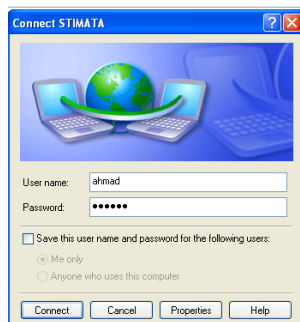 Connect STIMATA
User name: ahmad
Password: ••••••
Save this user name and password for the following users:
Me only
Anyone who uses this computer
Connect Cancel Properties Help